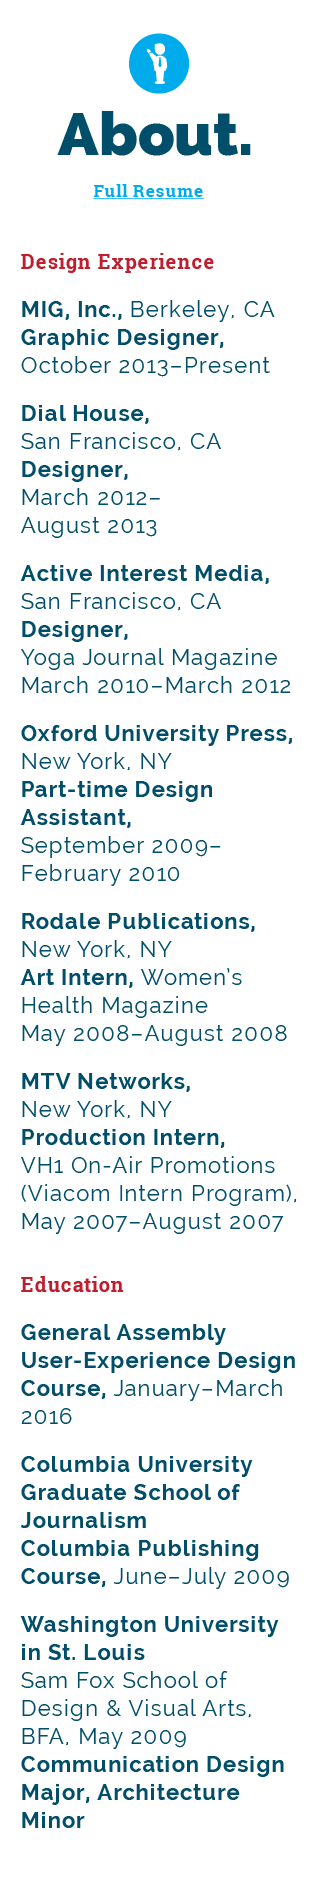 About.
Full Resume
Design Experience
MIG, Inc., Berkeley, CA
Graphic Designer,
October 2013–Present
Dial House,
San Francisco, CA
Designer,
March 2012–
August 2013
Active Interest Media,
San Francisco, CA
Designer,
Yoga Journal Magazine
March 2010–March 2012
Oxford University Press,
New York, NY
Part-time Design
Assistant,
September 2009–
February 2010
Rodale Publications,
New York, NY
Art Intern, Women’s
Health Magazine
May 2008–August 2008
MTV Networks,
New York, NY
Production Intern,
VH1 On-Air Promotions
(Viacom Intern Program),
May 2007–August 2007
Education
General Assembly
User-Experience Design
Course, January–March
2016
Columbia University
Graduate School of
Journalism
Columbia Publishing
Course, June–July 2009
Washington University
in St. Louis
Sam Fox School of
Design & Visual Arts,
BFA, May 2009
Communication Design
Major, Architecture
Minor